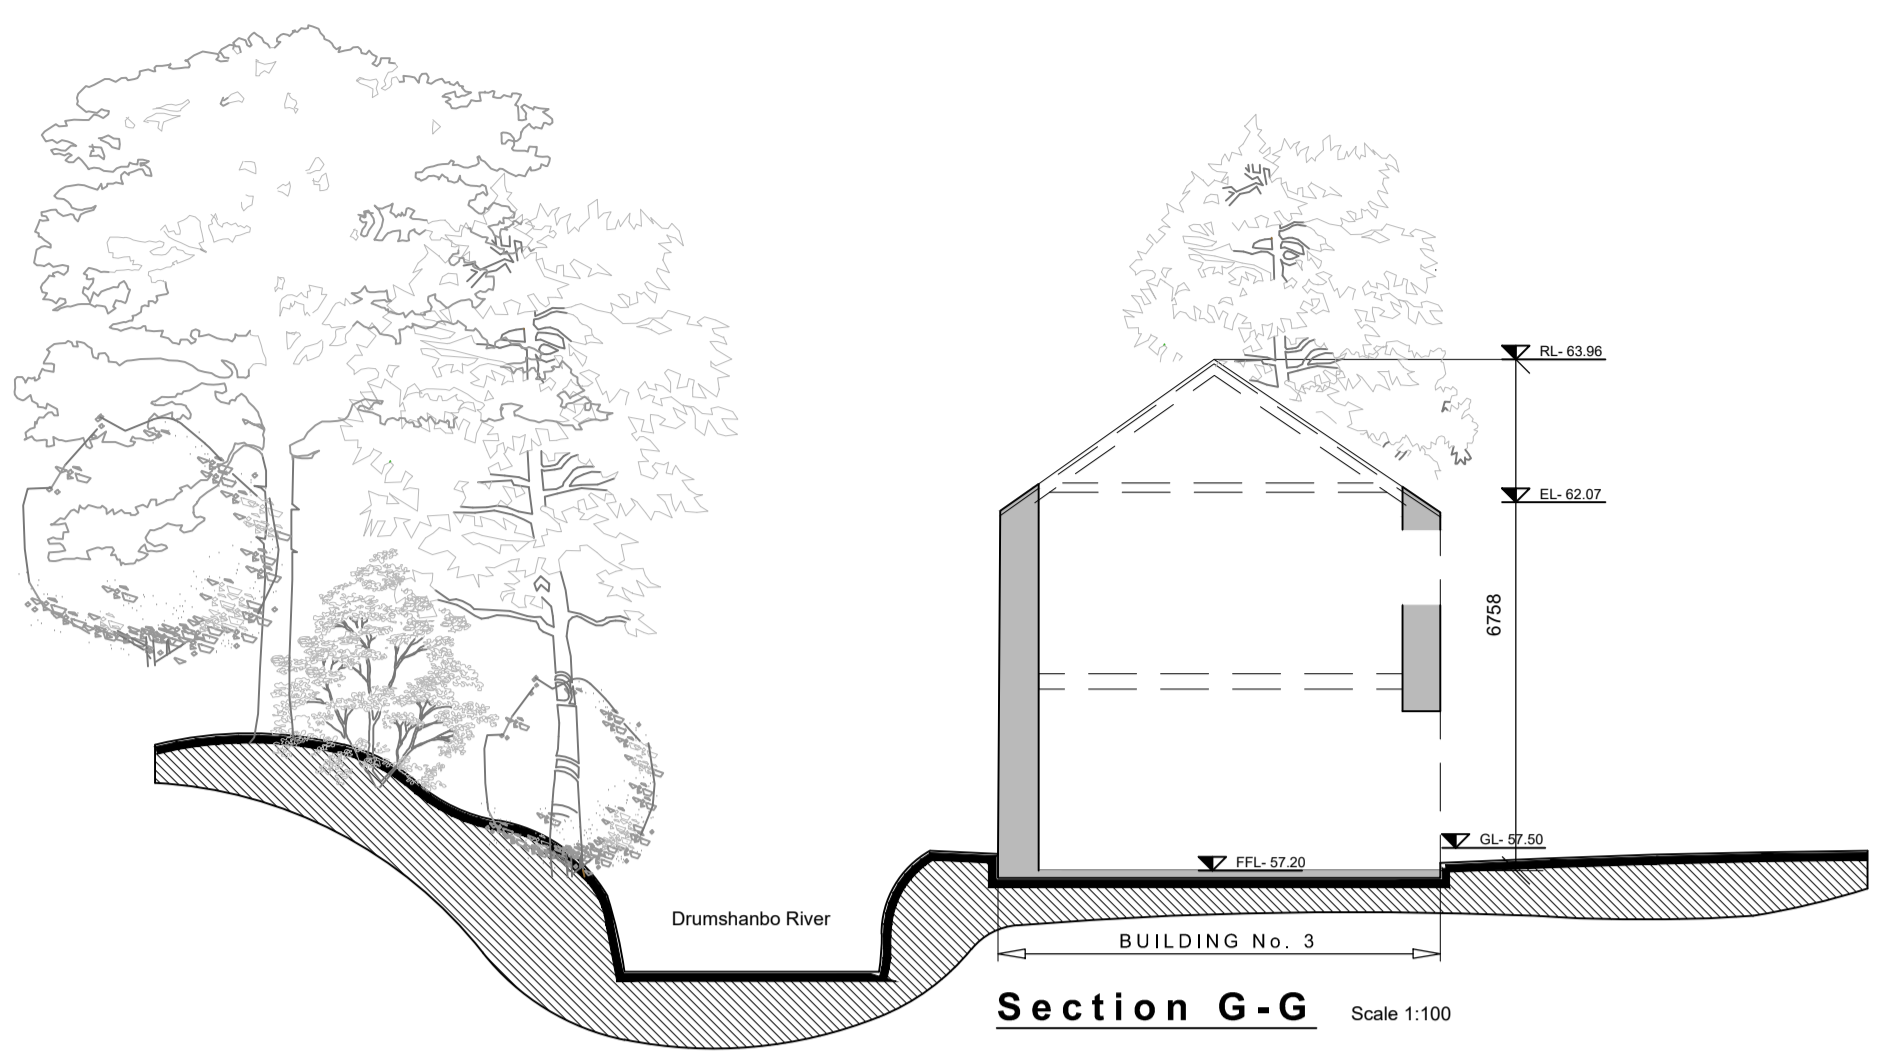 RL- 63.96
EL- 62.07
6758
GL- 57.50
FFL- 57.20
Drumshanbo River
BUILDING No. 3
Section G-G Scale 1:100